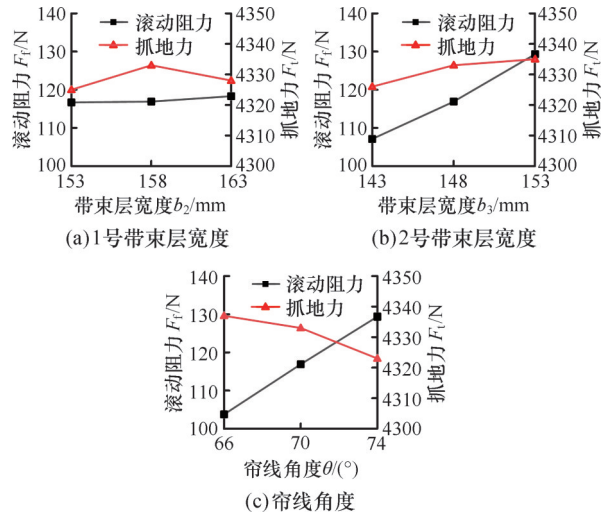 滚动阻力
抓地力
滚动阻力 Ff/N
140
130
120
110
100
抓地力 Ft/N
4350
4340
4330
4320
4310
4300
153 158 163
带束层宽度b2/mm
(a)1号带束层宽度
滚动阻力
抓地力
滚动阻力 Ff/N
140
130
120
110
100
抓地力 Ft/N
4350
4340
4330
4320
4310
4300
143 148 153
带束层宽度b3/mm
(b)2号带束层宽度
滚动阻力
抓地力
滚动阻力 Ff/N
140
130
120
110
100
抓地力 Ft/N
4350
4340
4330
4320
4310
4300
66 70 74
帘线角度θ/(°)
(c)帘线角度